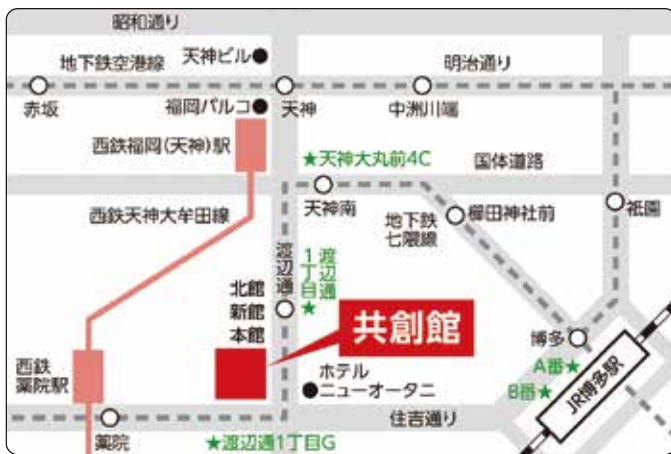 昭和通り
地下鉄空港線
天神ビル●
明治通り
赤坂
福岡パルコ●
天神
中洲川端
西鉄福岡(天神)駅
★天神大丸前4C
国体道路
西鉄天神大牟田線
天神南
地下鉄
七隈線
櫛田神社前
祇園
渡辺通
渡辺通
1丁目
★
北館
新館
本館
共創館
博多
A番★
B番★
JR博多駅
西鉄
薬院駅
ホテル
●ニューオータニ
住吉通り
薬院
★渡辺通1丁目G